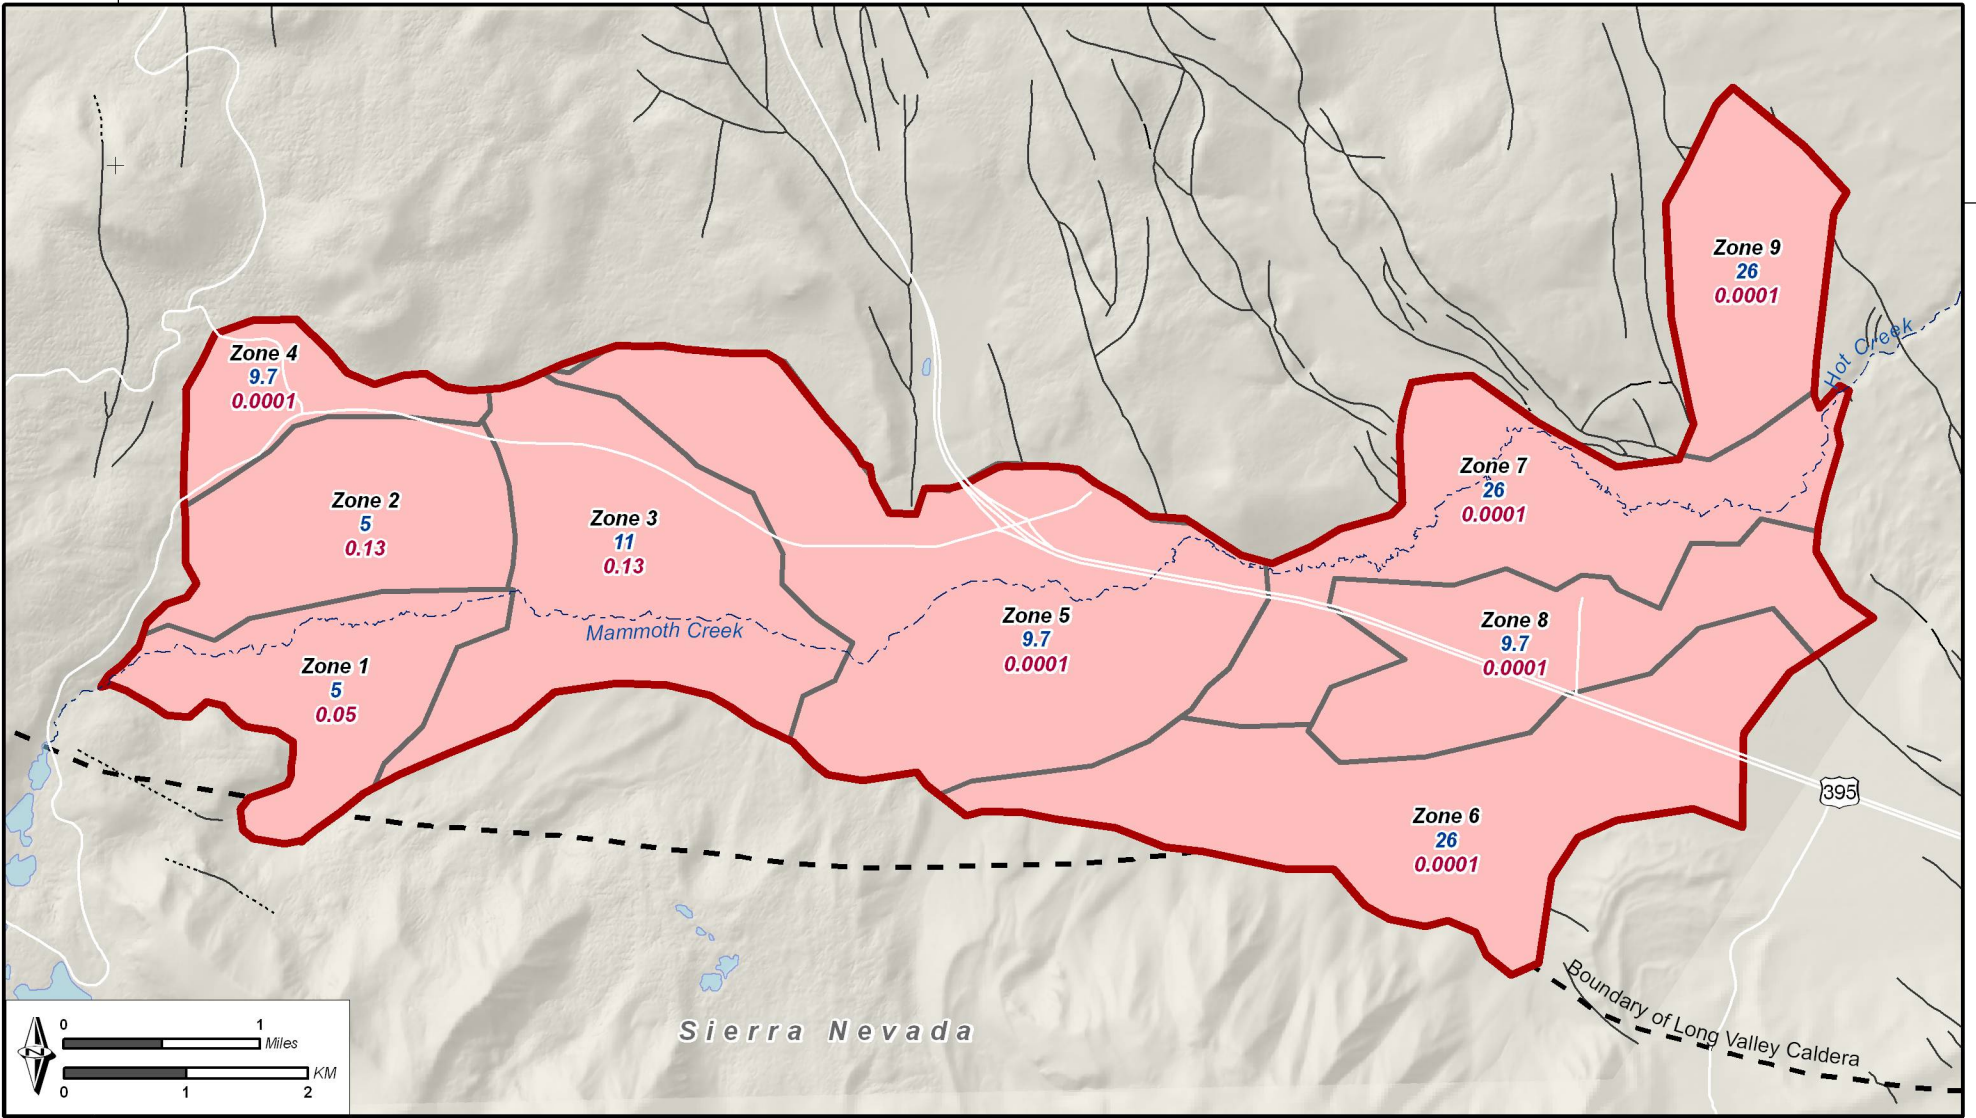 Zone 9
26
0.0001
Hot Creek
Zone 4
9.7
0.0001
Zone 7
26
0.0001
Zone 2
5
0.13
Zone 3
11
0.13
Zone 5
9.7
0.0001
Zone 8
9.7
0.0001
Mammoth Creek
Zone 1
5
0.05
395
Zone 6
26
0.0001
Boundary of Long Valley Caldera
Sierra Nevada
N
0 1
Miles
KM
0 1 2